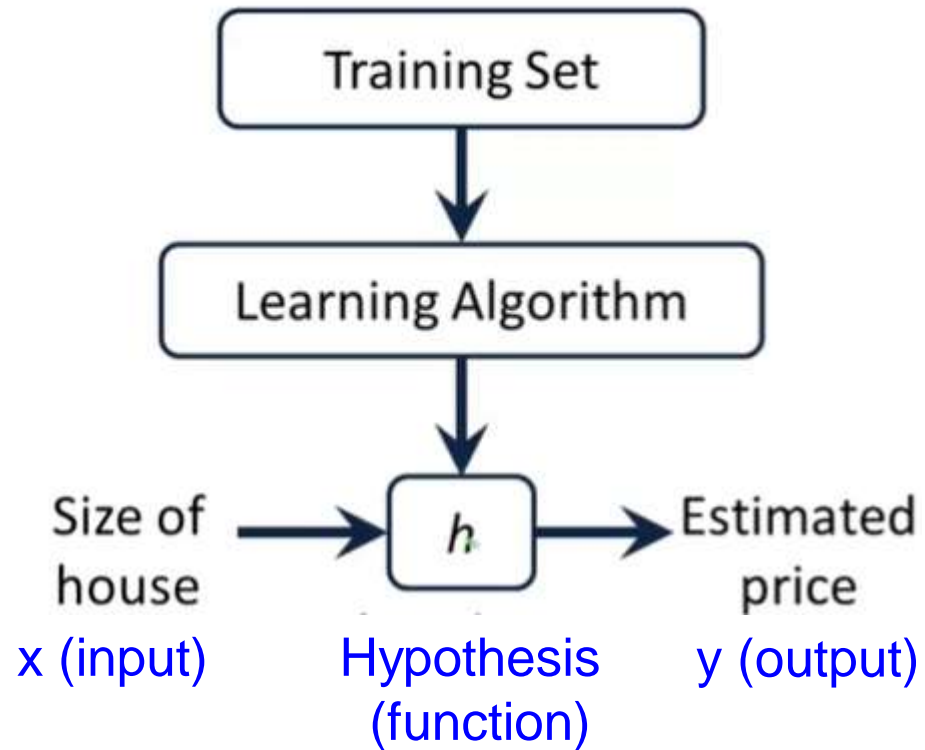 Training Set
Learning Algorithm
Size of
house
h
Estimated
price
x (input)
Hypothesis
(function)
y (output)